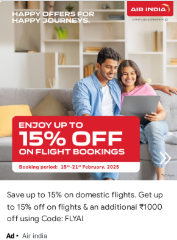 HAPPY OFFERS FOR
HAPPY JOURNEYS.
AIR INDIA
ENJOY UP TO
15% OFF
ON FLIGHT BOOKINGS
Booking period: 15th-21st February, 2025
Save up to 15% on domestic flights. Get up
to 15% off on flights & an additional ₹1000
off using Code: FLYAI
Ad • Air india